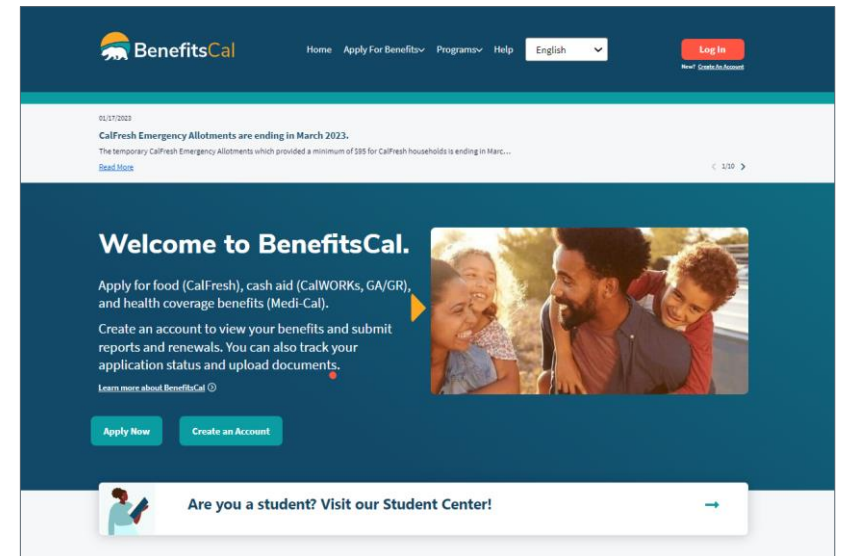 BenefitsCal
Home Apply For Benefits Programs Help English
Log In
New? Create An Account
01/17/2023
CalFresh Emergency Allotments are ending in March 2023.
The temporary CalFresh Emergency Allotments which provided a minimum of $95 for CalFresh households is ending in Marc...
Read More
1/10
Welcome to BenefitsCal.
Apply for food (CalFresh), cash aid (CalWORKs, GA/GR),
and health coverage benefits (Medi-Cal).
Create an account to view your benefits and submit
reports and renewals. You can also track your
application status and upload documents.
Learn more about BenefitsCal
Apply Now Create an Account
Are you a student? Visit our Student Center!